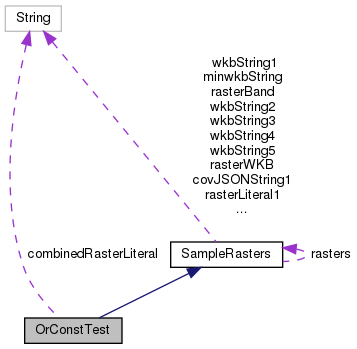 String
wkbString1
minwkbString
rasterBand
wkbString2
wkbString3
wkbString4
wkbString5
rasterWKB
covJSONString1
rasterLiteral1
...
combinedRasterLiteral
SampleRasters
rasters
OrConstTest